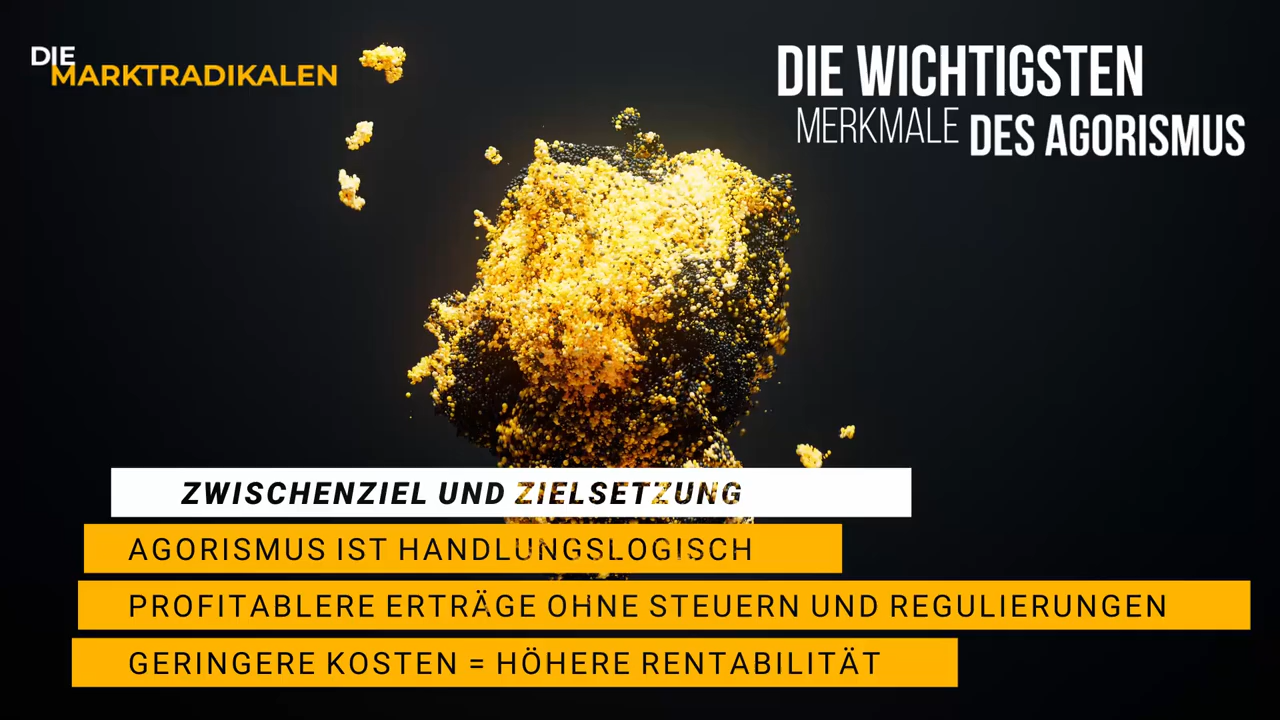 DIE
MARKTRADIKALEN
DIE WICHTIGSTEN
MERKMALE DES AGORISMUS
ZWISCHENZIEL UND ZIELSETZUNG
AGORISMUS IST HANDLUNGSLOGISCH
PROFITABLERE ERTRÄGE OHNE STEUERN UND REGULIERUNGEN
GERINGERE KOSTEN = HÖHERE RENTABILITÄT